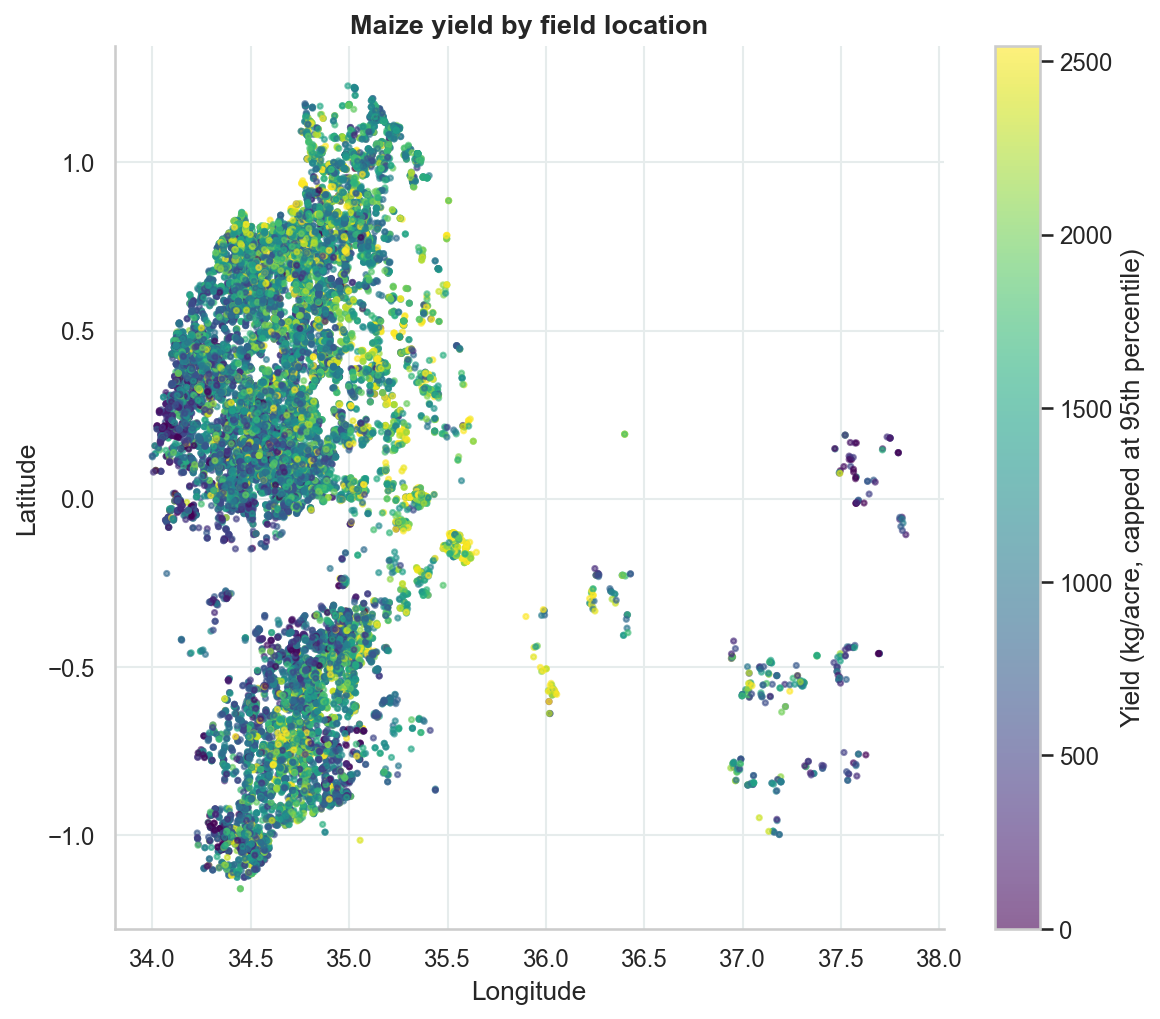 Maize yield by field location
2500
2000
1500
1000
500
0
Yield (kg/acre, capped at 95th percentile)
1.0
0.5
0.0
−0.5
−1.0
Latitude
34.0 34.5 35.0 35.5 36.0 36.5 37.0 37.5 38.0
Longitude